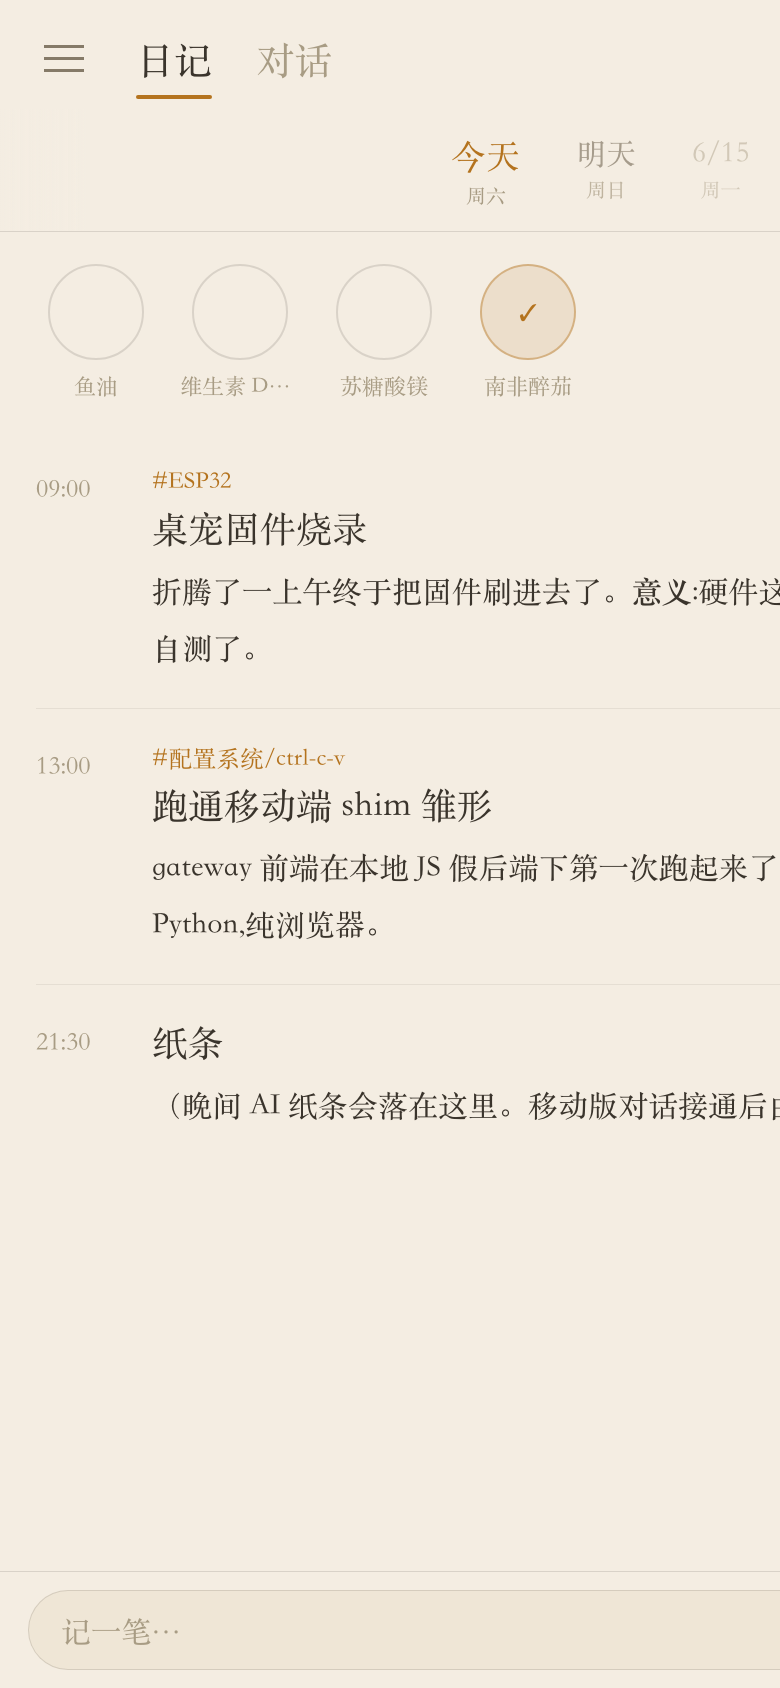 日记 对话
今天 明天 6/15
周六 周日 周一
✓
鱼油 维生素 D… 苏糖酸镁 南非醉茄
#ESP32
09:00
桌宠固件烧录
折腾了一上午终于把固件刷进去了。意义:硬件这
自测了。
#配置系统/ctrl-c-v
13:00
跑通移动端 shim 雏形
gateway 前端在本地 JS 假后端下第一次跑起来了
Python,纯浏览器。
21:30 纸条
（晚间 AI 纸条会落在这里。移动版对话接通后
记一笔…